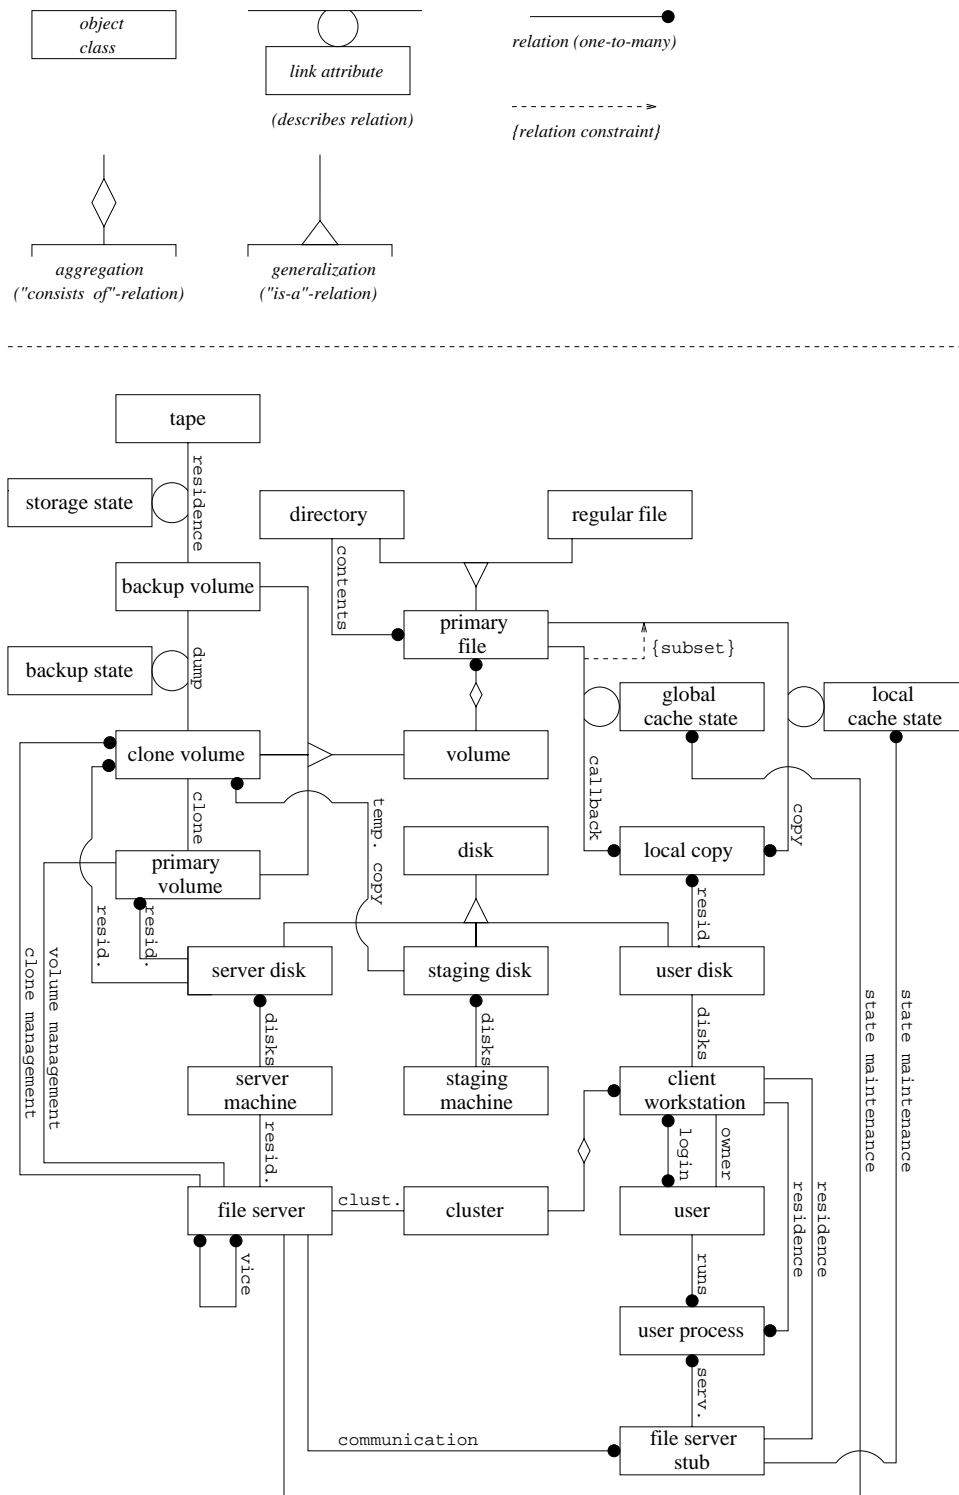 object
class
link attribute
(describes relation)
relation (one-to-many)
{relation constraint}
aggregation
("consists of"-relation)
generalization
("is-a"-relation)
tape
residence
storage state
directory
regular file
contents
backup volume
primary
file
{subset}
dump
backup state
global
cache state
local
cache state
clone volume
volume
callback
copy
clone
temp. copy
disk
local copy
primary
volume
resid.
resid.
resid.
clone management
volume management
server disk
staging disk
user disk
disks
disks
disks
state maintenance
state maintenance
server
machine
staging
machine
client
workstation
resid.
login
owner
residence
residence
file server
clust.
cluster
user
vice
runs
user process
serv.
communication
file server
stub